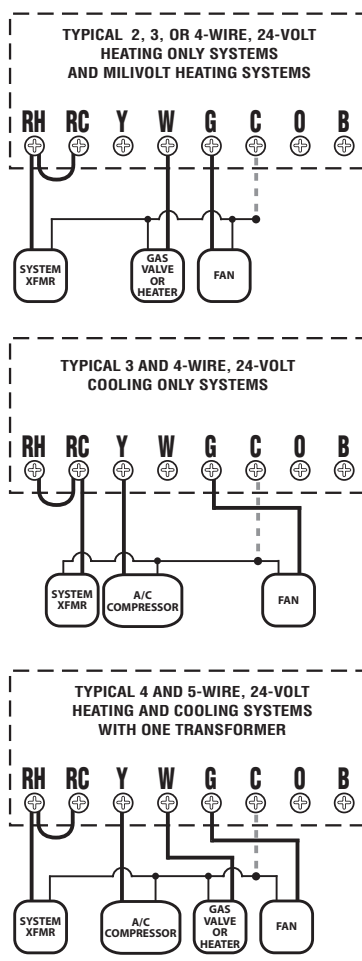 TYPICAL 2, 3, OR 4-WIRE, 24-VOLT
HEATING ONLY SYSTEMS
AND MILIVOLT HEATING SYSTEMS
RH RC Y W G C O B
SYSTEM
XFMR
GAS
VALVE
OR
HEATER
FAN
TYPICAL 3 AND 4-WIRE, 24-VOLT
COOLING ONLY SYSTEMS
RH RC Y W G C O B
SYSTEM
XFMR
A/C
COMPRESSOR
FAN
TYPICAL 4 AND 5-WIRE, 24-VOLT
HEATING AND COOLING SYSTEMS
WITH ONE TRANSFORMER
RH RC Y W G C O B
SYSTEM
XFMR
A/C
COMPRESSOR
GAS
VALVE
OR
HEATER
FAN